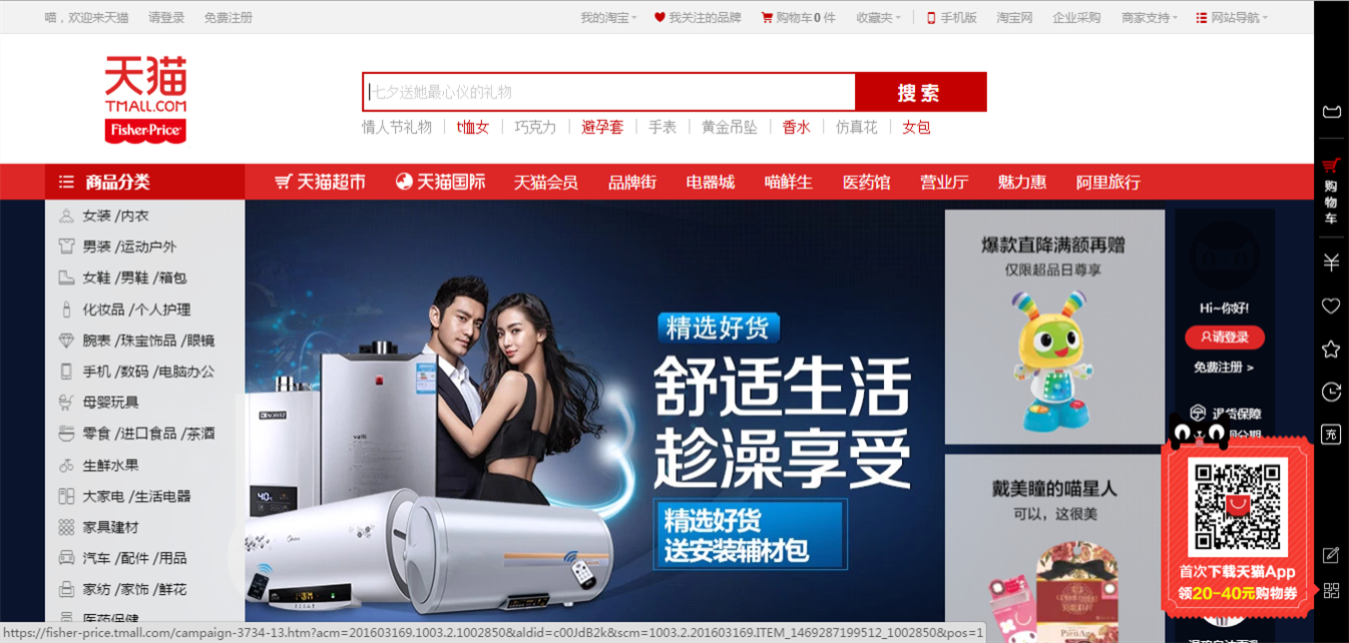 喵，欢迎来天猫 请登录 免费注册 我的淘宝 我关注的品牌 购物车0件 收藏夹 手机版 淘宝网 企业采购 商家支持 网站导航
天猫
TMALL.COM
Fisher-Price
七夕送她最心仪的礼物 搜索
情人节礼物 t恤女 巧克力 避孕套 手表 黄金吊坠 香水 仿真花 女包
商品分类 天猫超市 天猫国际 天猫会员 品牌街 电器城 喵鲜生 医药馆 营业厅 魅力惠 阿里旅行
女装 /内衣
男装 /运动户外
女鞋 /男鞋 /箱包
化妆品 /个人护理
腕表 /珠宝饰品 /眼镜
手机 /数码 /电脑办公
母婴玩具
零食 /进口食品 /茶酒
生鲜水果
大家电 /生活电器
家具建材
汽车 /配件 /用品
家纺 /家饰 /鲜花
医药保健
精选好货
舒适生活
趁澡享受
精选好货
送安装辅材包
爆款直降满额再赠
仅限超品日尊享
戴美瞳的喵星人
可以，这很美
Hi~你好!
请登录
免费注册 >
退货保障
首次下载天猫App
领20-40元购物券
购物车
充
https://fisher-price.tmall.com/campaign-3734-13.htm?acm=201603169.1003.2.1002850&aldid=c00JdB2k&scm=1003.2.201603169.ITEM_1469287199512_1002850&pos=1